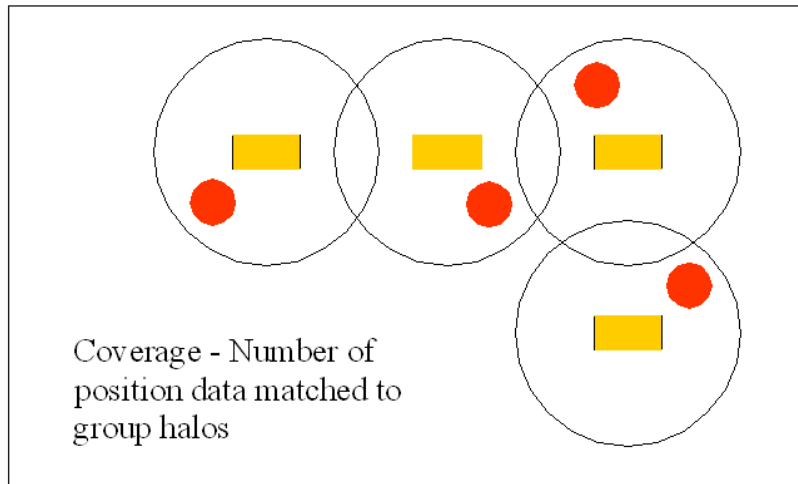 Coverage - Number of
position data matched to
group halos